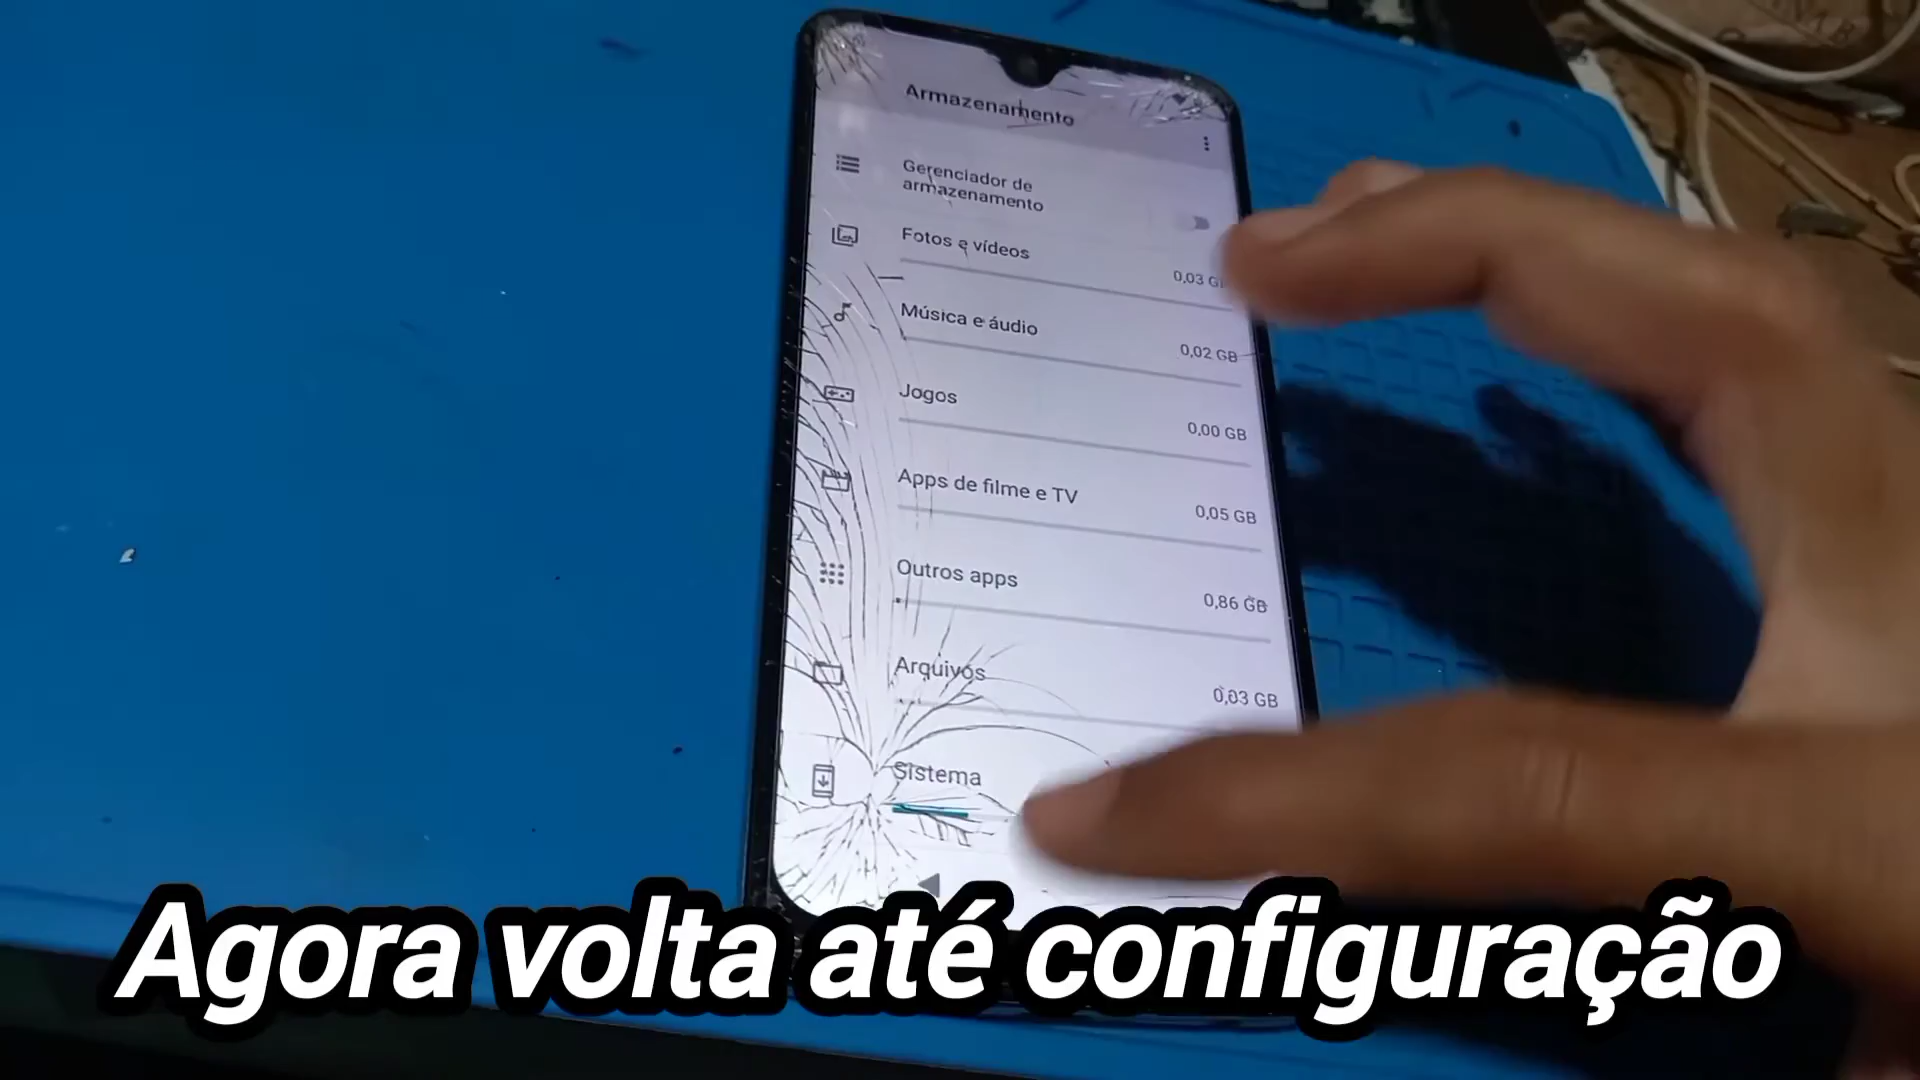 Armazenamento
Gerenciador de
armazenamento
Fotos e vídeos
0,03 G
Música e áudio
0,02 GB
Jogos
0,00 GB
Apps de filme e TV
0,05 GB
Outros apps
0,86 GB
Arquivos
0,03 GB
Sistema
Agora volta até configuração